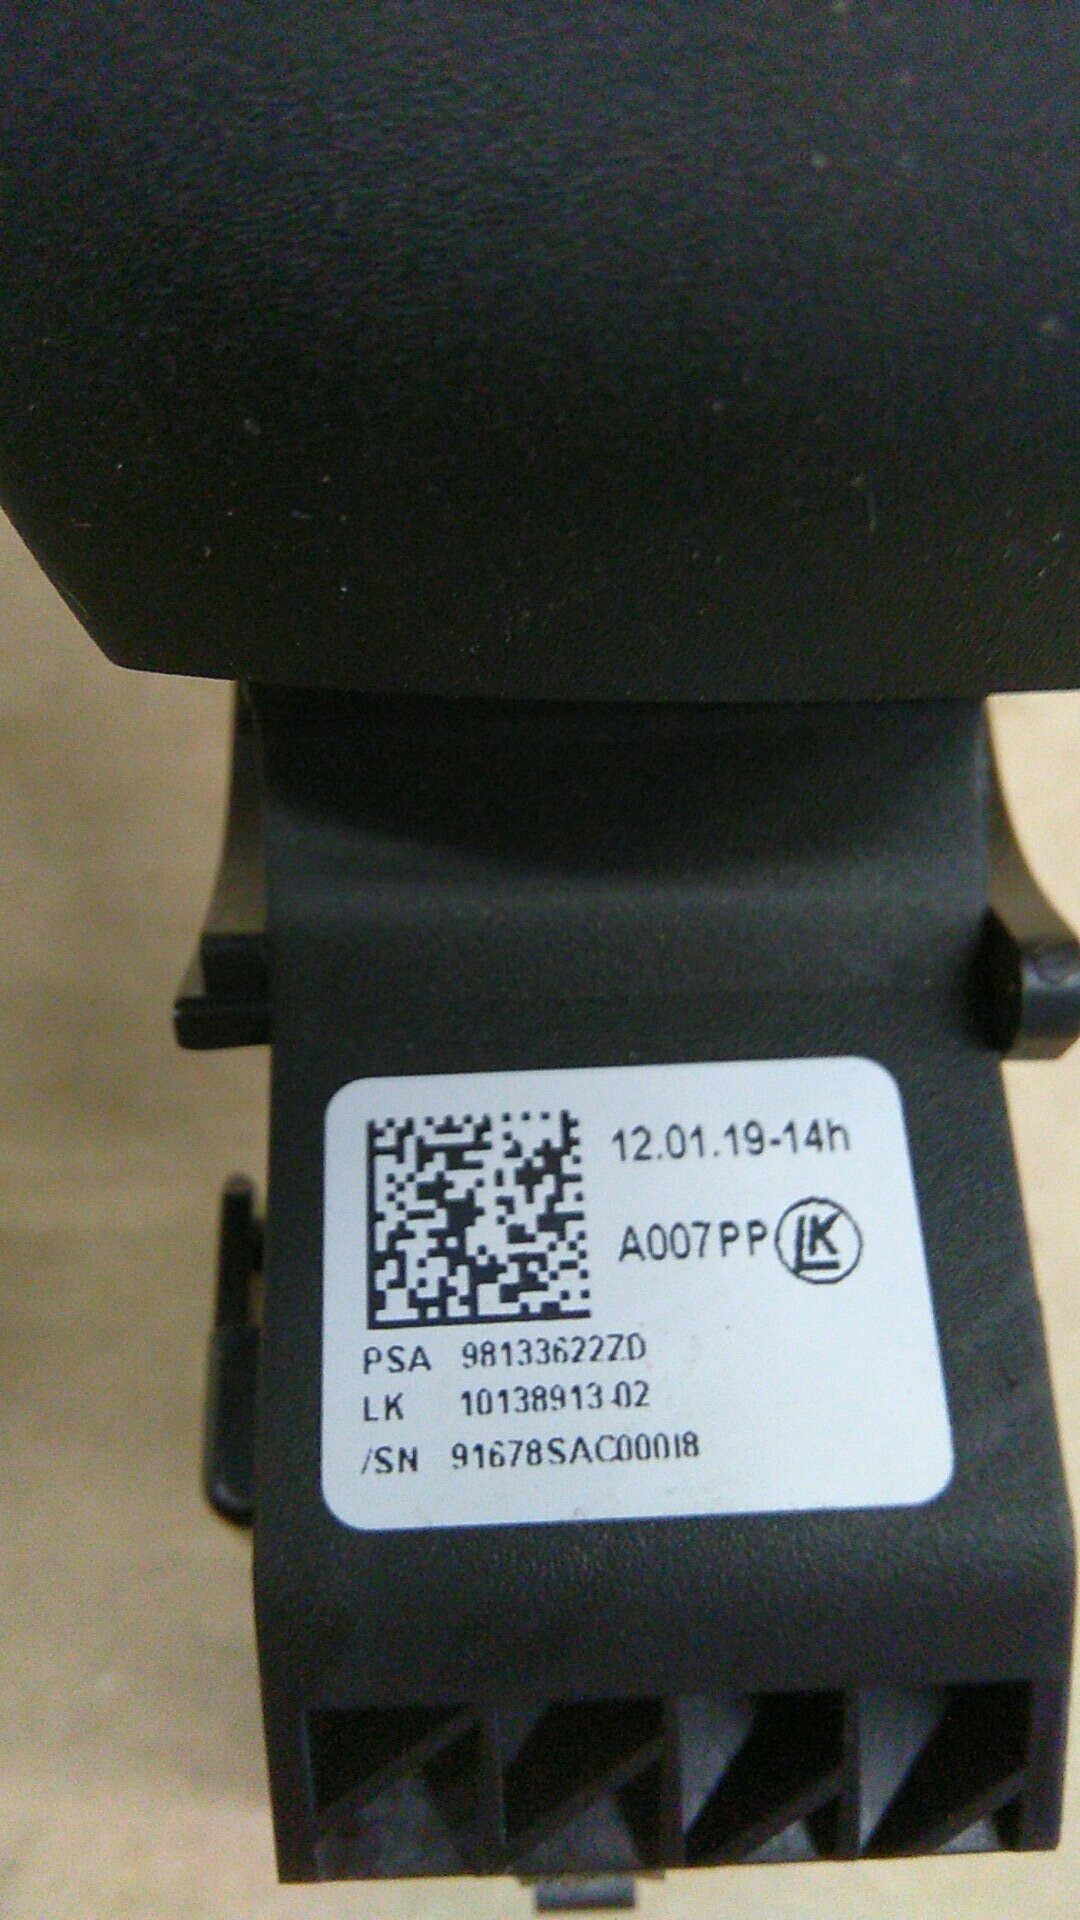 12.01.19-14h
A007PP LK
PSA 98133622ZD
LK 10138913-02
/SN 91678SAC00018